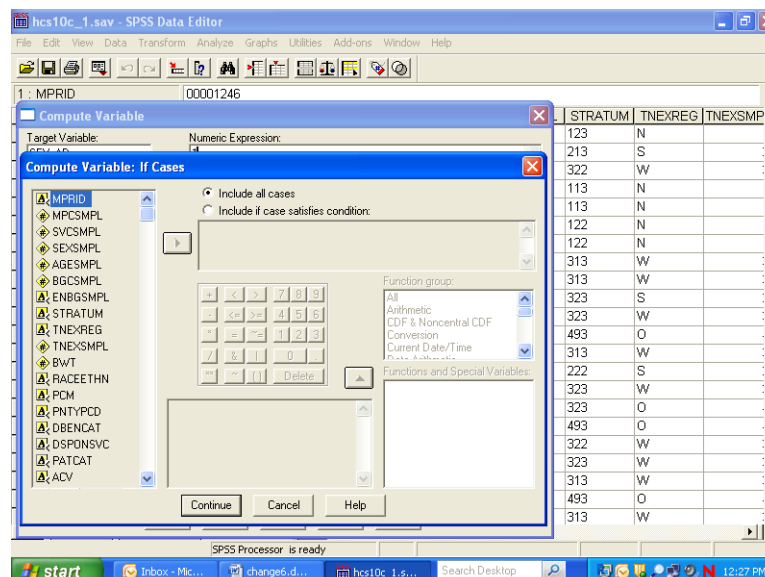 hcs10c_1.sav - SPSS Data Editor
File Edit View Data Transform Analyze Graphs Utilities Add-ons Window Help
1 : MPRID 00001246
Compute Variable
STRATUM TNEXREG TNEXSMP
Target Variable: Numeric Expression:
123 N
213 S
Compute Variable: If Cases
322 W
113 N
113 N
122 N
122 N
313 W
313 W
323 S
323 W
493 O
313 W
222 S
323 W
323 O
493 O
322 W
323 W
313 W
493 O
313 W
MPRID
MPCSMPL
SVCSMPL
SEXSMPL
AGESMPL
BGCSMPL
ENBGSMPL
STRATUM
TNEXREG
TNEXSMPL
BWT
RACEETHN
PCM
PNTYPCD
DBENCAT
DSPONSVC
PATCAT
ACV
Include all cases
Include if case satisfies condition:
+ < > 7 8 9
- <= >= 4 5 6
* = ~= 1 2 3
/ & | 0 .
** ~ () Delete
Function group:
All
Arithmetic
CDF & Noncentral CDF
Conversion
Current Date/Time
Date Arithmetic
Functions and Special Variables:
Continue Cancel Help
SPSS Processor is ready
start Inbox - Mic... change6.d... hcs10c_1.s... Search Desktop 12:27 PM